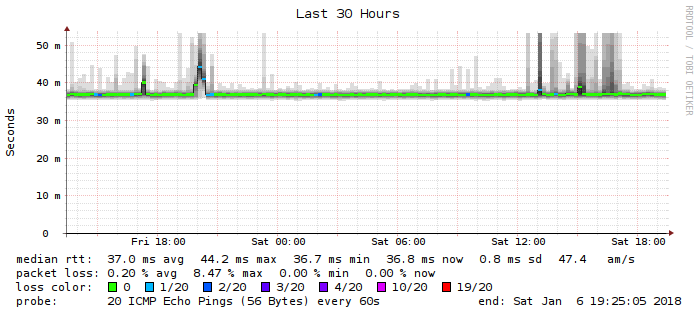 Last 30 Hours
RRDTOOL / TOBI OETIKER
Seconds
50 m
40 m
30 m
20 m
10 m
0
Fri 18:00 Sat 00:00 Sat 06:00 Sat 12:00 Sat 18:00
median rtt: 37.0 ms avg 44.2 ms max 36.7 ms min 36.8 ms now 0.8 ms sd 47.4 am/s
packet loss: 0.20 % avg 8.47 % max 0.00 % min 0.00 % now
loss color: 0 1/20 2/20 3/20 4/20 10/20 19/20
probe: 20 ICMP Echo Pings (56 Bytes) every 60s end: Sat Jan 6 19:25:05 2018